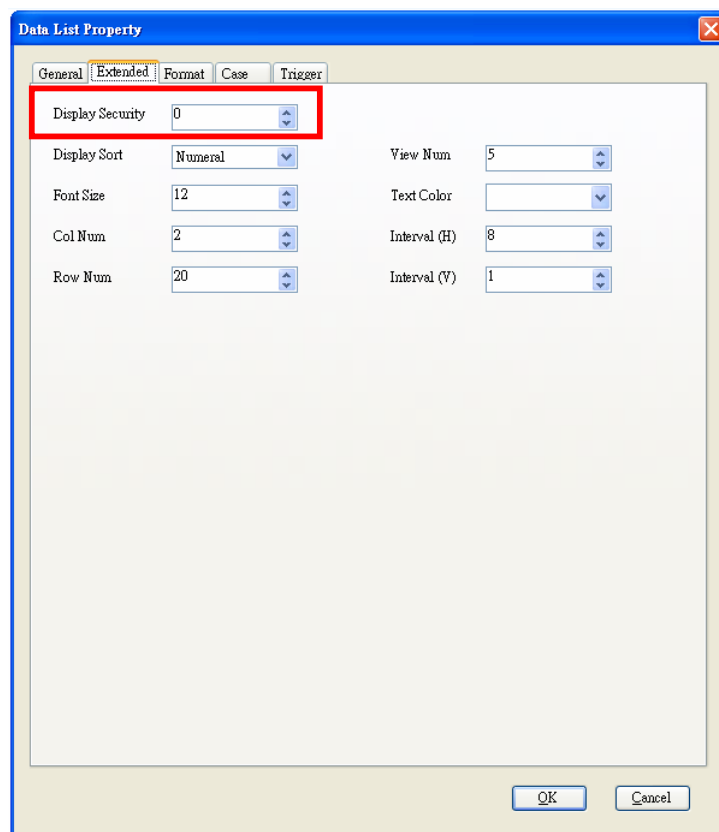 Data List Property
General Extended Format Case Trigger
Display Security 0
Display Sort Numeral View Num 5
Font Size 12 Text Color
Col Num 2 Interval (H) 8
Row Num 20 Interval (V) 1
OK Cancel